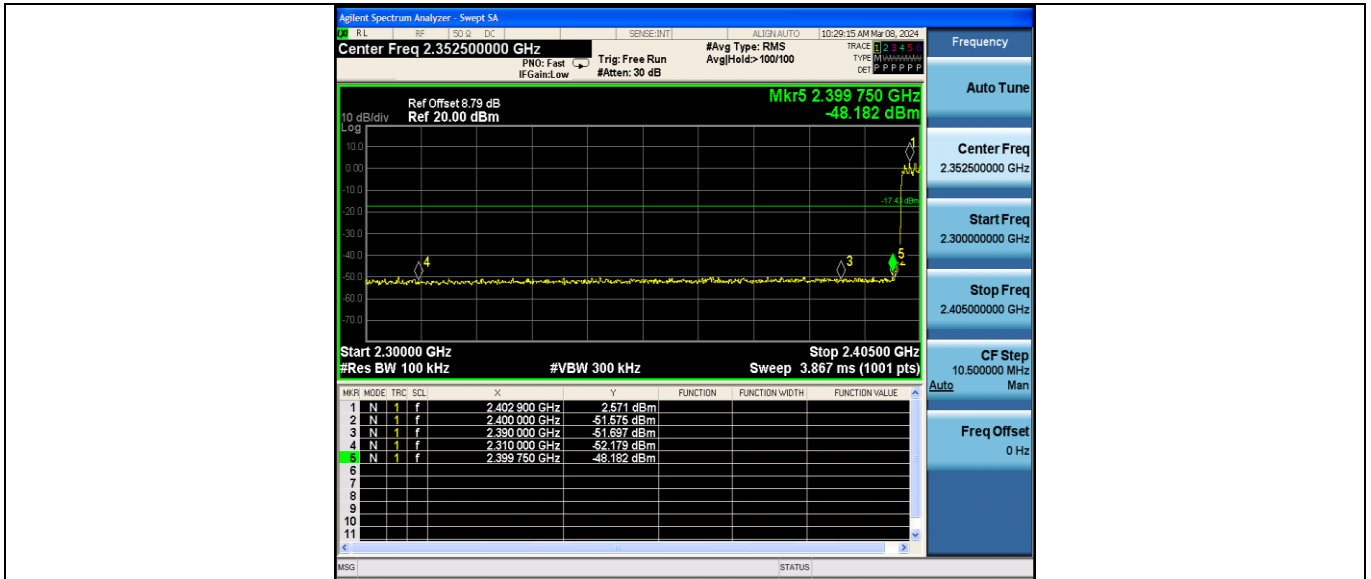 Agilent Spectrum Analyzer - Swept SA
LXI RL RF 50 Ω DC SENSE:INT ALIGN AUTO 10:29:15 AM Mar 08, 2024
Center Freq 2.352500000 GHz
PNO: Fast
IFGain:Low
Trig: Free Run
#Atten: 30 dB
#Avg Type: RMS
Avg|Hold:>100/100
TRACE 1 2 3 4 5 6
TYPE M WWWWW
DET P P P P P P
Mkr5 2.399 750 GHz
-48.182 dBm
Ref Offset 8.79 dB
10 dB/div Ref 20.00 dBm
Log
10.0
0.00
-10.0
-20.0
-30.0
-40.0
-50.0
-60.0
-70.0
-17.43 dBm
1
4
3
5
2
Start 2.30000 GHz Stop 2.40500 GHz
#Res BW 100 kHz #VBW 300 kHz Sweep 3.867 ms (1001 pts)
MKR MODE TRC SCL X Y FUNCTION FUNCTION WIDTH FUNCTION VALUE
1 N 1 f 2.402 900 GHz 2.571 dBm
2 N 1 f 2.400 000 GHz -51.575 dBm
3 N 1 f 2.390 000 GHz -51.697 dBm
4 N 1 f 2.310 000 GHz -52.179 dBm
5 N 1 f 2.399 750 GHz -48.182 dBm
6
7
8
9
10
11
MSG STATUS
Frequency
Auto Tune
Center Freq
2.352500000 GHz
Start Freq
2.300000000 GHz
Stop Freq
2.405000000 GHz
CF Step
10.500000 MHz
Auto Man
Freq Offset
0 Hz